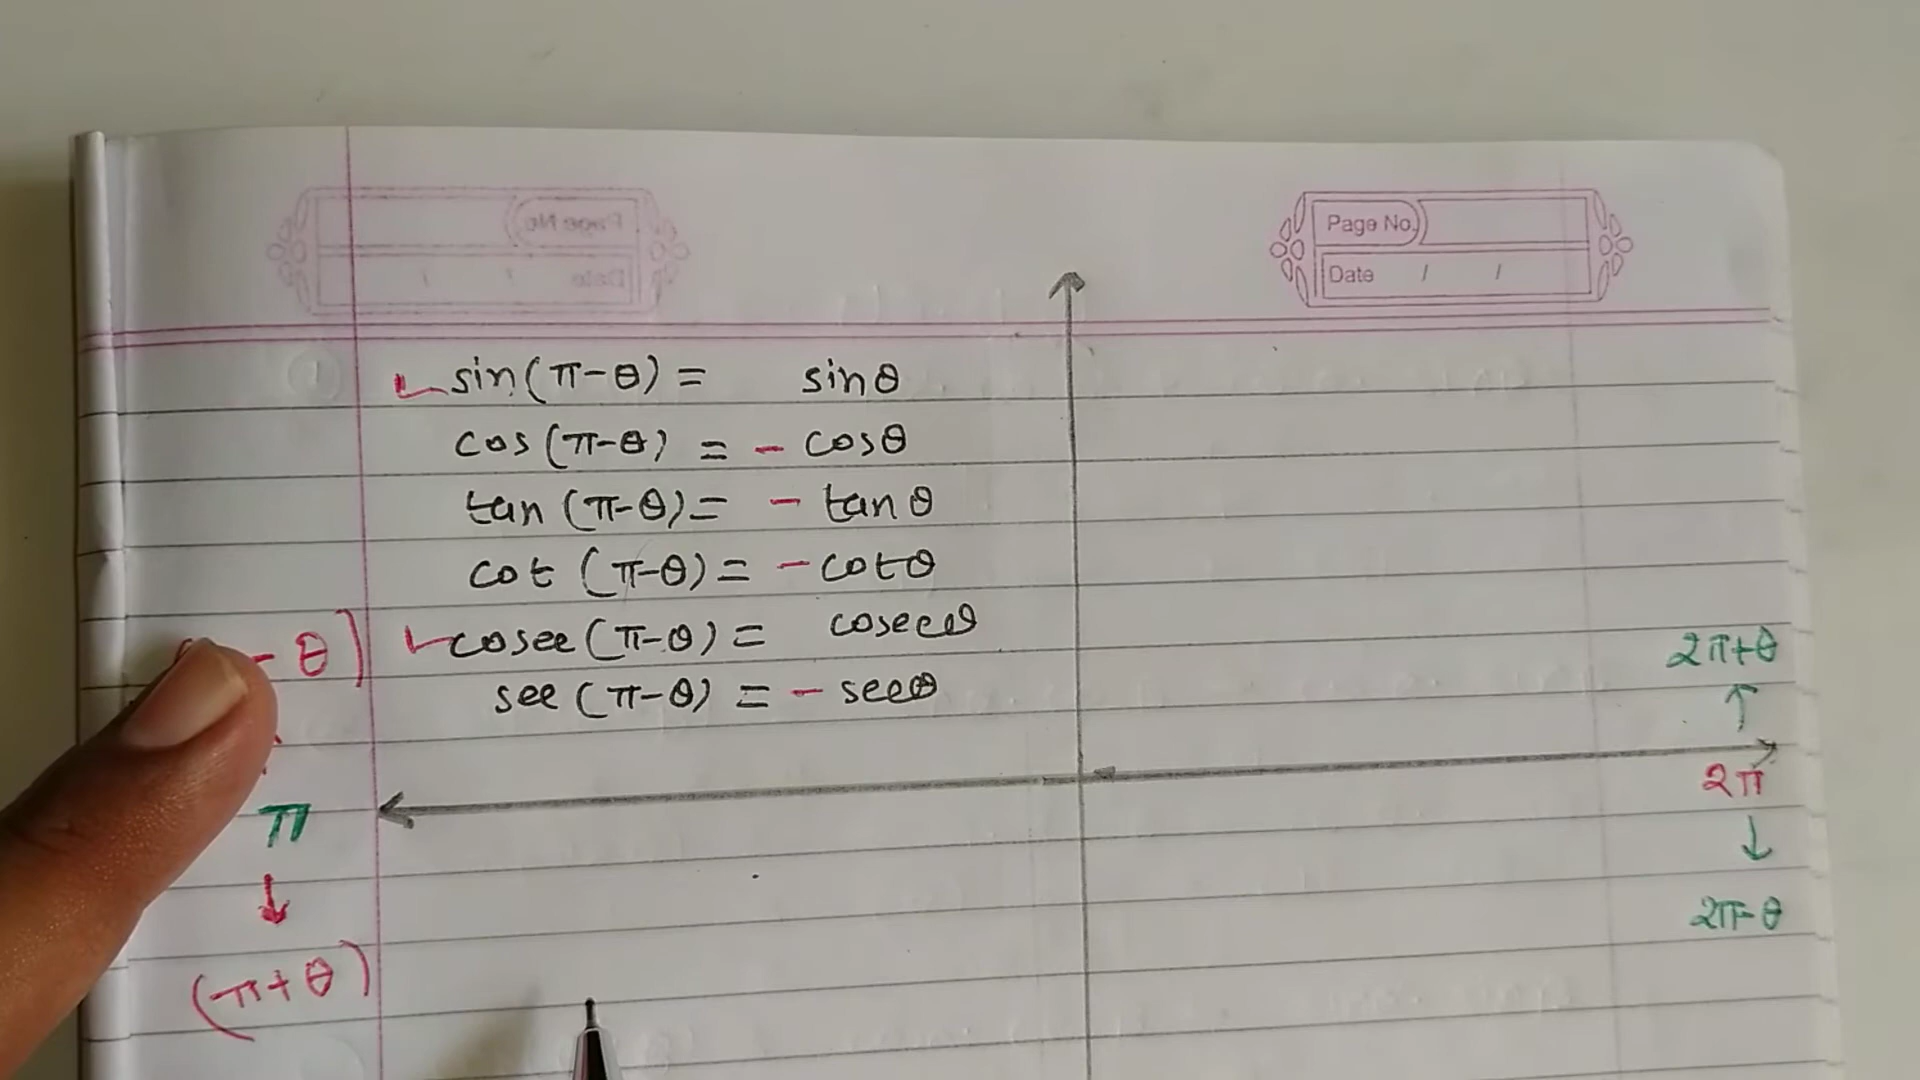 Page No.
Date / /
sin(π-θ) = sinθ
cos(π-θ) = - cosθ
tan(π-θ) = - tanθ
cot(π-θ) = - cotθ
cosec(π-θ) = cosecθ
sec(π-θ) = - secθ
- θ)
π
(π+θ)
2π+θ
2π
2π-θ